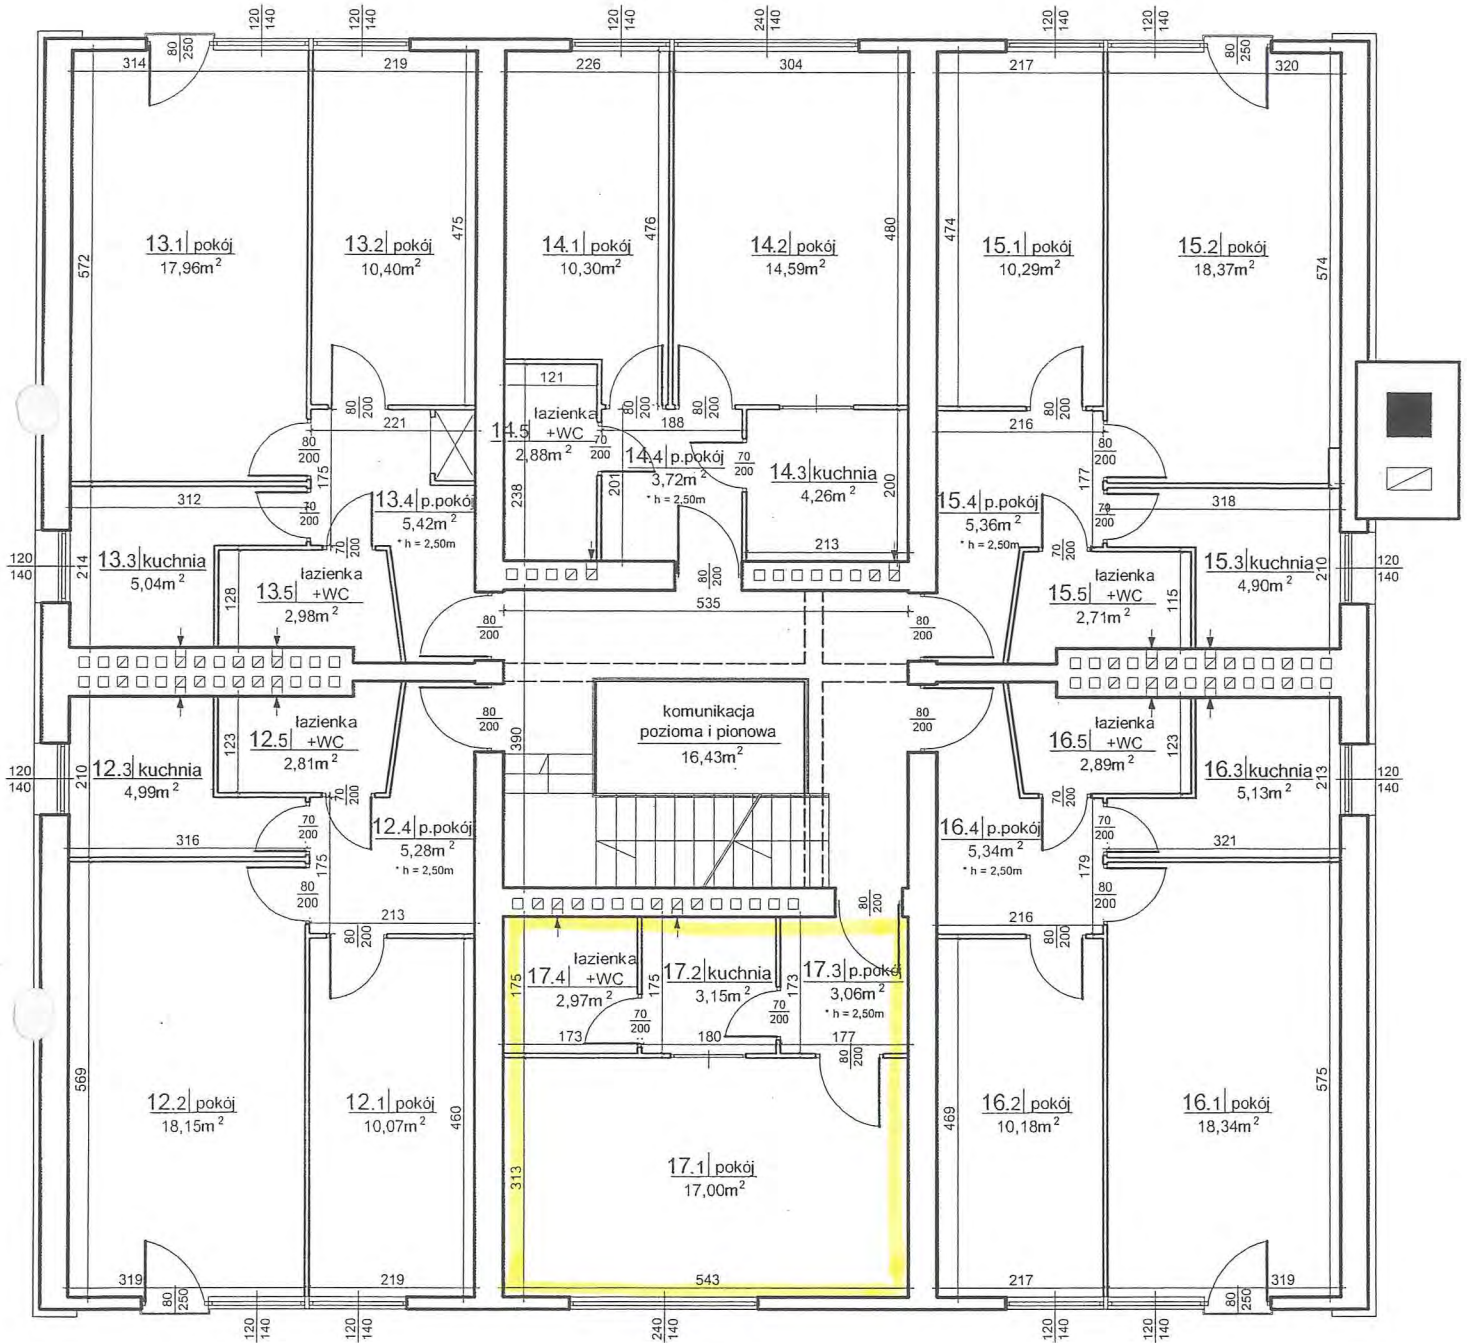 120
140
120
140
120
140
240
140
120
140
120
140
80
250
80
250
314
219
226
304
217
320
13.1 pokój
17,96m²
572
13.2 pokój
10,40m²
475
14.1 pokój
10,30m²
476
14.2 pokój
14,59m²
480
15.1 pokój
10,29m²
474
15.2 pokój
18,37m²
574
121
80
200
221
80
200
175
14.5 łazienka
+WC
2,88m²
238
80
200
80
200
188
70
200
14.4 p.pokój
3,72m²
* h = 2,50m
201
70
200
14.3 kuchnia
4,26m²
200
213
80
200
216
80
200
177
312
70
200
13.4 p.pokój
5,42m²
* h = 2,50m
15.4 p.pokój
5,36m²
* h = 2,50m
70
200
318
120
140
214
13.3 kuchnia
5,04m²
70
200
łazienka
13.5 +WC
2,98m²
128
80
200
80
200
535
80
200
70
200
łazienka
15.5 +WC
2,71m²
115
15.3 kuchnia
4,90m²
210
120
140
80
200
390
komunikacja
pozioma i pionowa
16,43m²
80
200
120
140
210
12.3 kuchnia
4,99m²
łazienka
12.5 +WC
2,81m²
123
70
200
łazienka
16.5 +WC
2,89m²
123
70
200
16.3 kuchnia
5,13m²
213
120
140
316
70
200
175
12.4 p.pokój
5,28m²
* h = 2,50m
16.4 p.pokój
5,34m²
* h = 2,50m
70
200
321
179
80
200
213
80
200
80
200
216
80
200
80
200
175
łazienka
17.4 +WC
2,97m²
173
70
200
175
17.2 kuchnia
3,15m²
180
70
200
173
17.3 p.pokój
3,06m²
* h = 2,50m
177
80
200
569
12.2 pokój
18,15m²
12.1 pokój
10,07m²
460
313
17.1 pokój
17,00m²
469
16.2 pokój
10,18m²
16.1 pokój
18,34m²
575
319
219
543
217
319
80
250
80
250
120
140
120
140
240
140
120
140
120
140